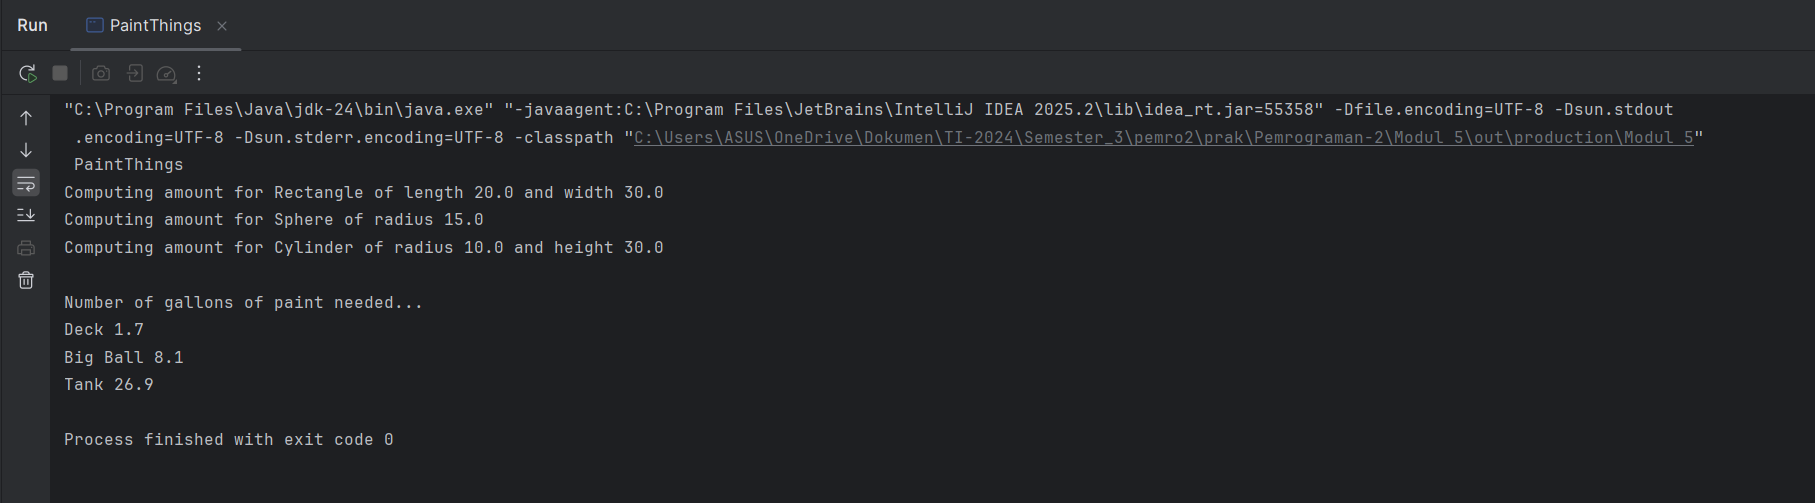 Run PaintThings
"C:\Program Files\Java\jdk-24\bin\java.exe" "-javaagent:C:\Program Files\JetBrains\IntelliJ IDEA 2025.2\lib\idea_rt.jar=55358" -Dfile.encoding=UTF-8 -Dsun.stdout
.encoding=UTF-8 -Dsun.stderr.encoding=UTF-8 -classpath "C:\Users\ASUS\OneDrive\Dokumen\TI-2024\Semester_3\pemro2\prak\Pemrograman-2\Modul 5\out\production\Modul 5"
PaintThings
Computing amount for Rectangle of length 20.0 and width 30.0
Computing amount for Sphere of radius 15.0
Computing amount for Cylinder of radius 10.0 and height 30.0
Number of gallons of paint needed...
Deck 1.7
Big Ball 8.1
Tank 26.9
Process finished with exit code 0